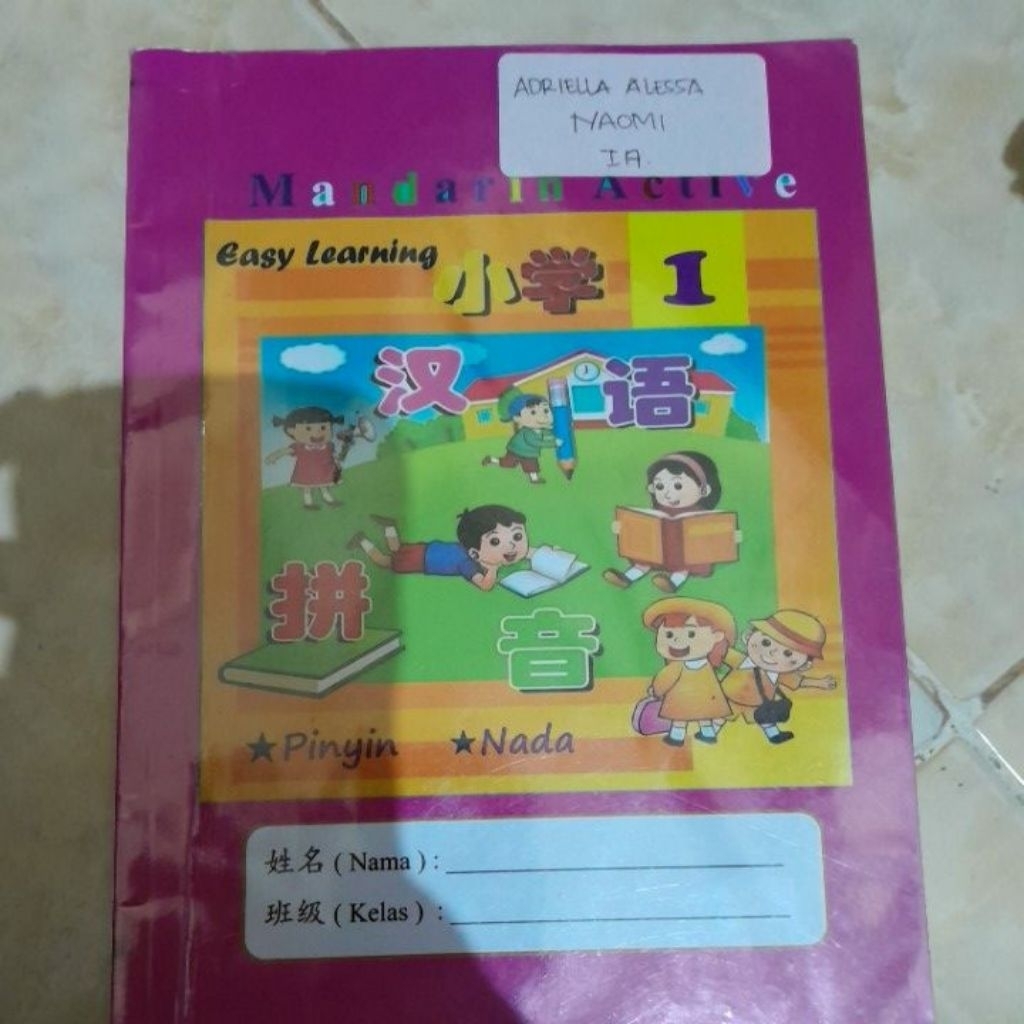 ADRIELLA ALESSA
NAOMI
IA.
Mandarin Active
Easy Learning
小学 1
汉语
拼音
★Pinyin ★Nada
姓名 ( Nama ) :
班级 ( Kelas ) :